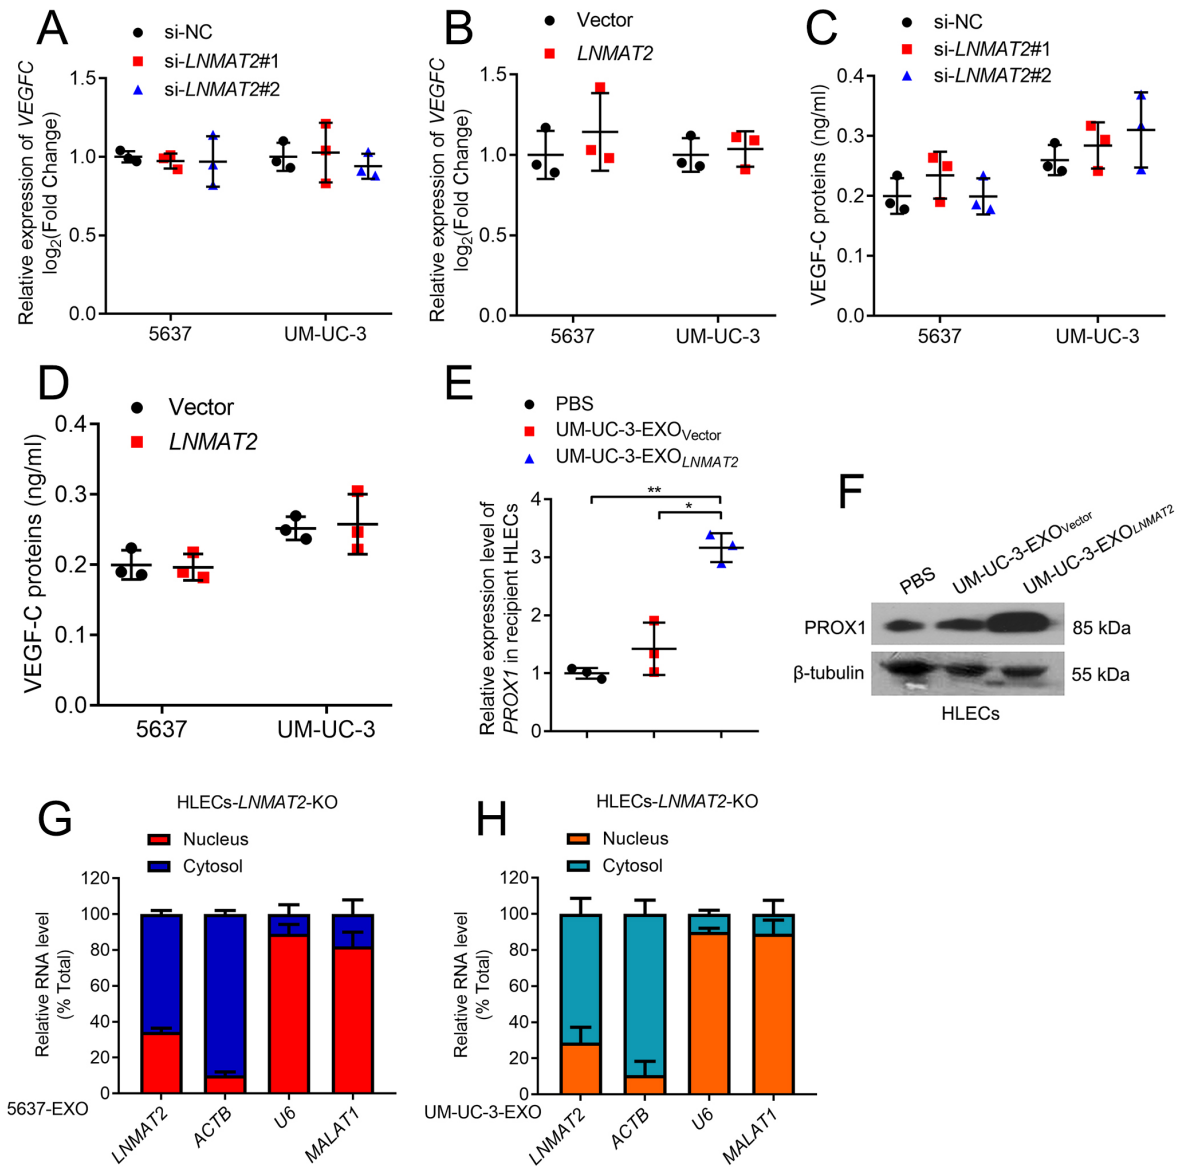 A
si-NC
si-LNMAT2#1
si-LNMAT2#2
Relative expression of VEGFC
log2(Fold Change)
1.5
1.0
0.5
0.0
5637
UM-UC-3
B
Vector
LNMAT2
Relative expression of VEGFC
log2(Fold Change)
1.5
1.0
0.5
0.0
5637
UM-UC-3
C
si-NC
si-LNMAT2#1
si-LNMAT2#2
VEGF-C proteins (ng/ml)
0.4
0.3
0.2
0.1
0.0
5637
UM-UC-3
D
Vector
LNMAT2
VEGF-C proteins (ng/ml)
0.4
0.3
0.2
0.1
0.0
5637
UM-UC-3
E
PBS
UM-UC-3-EXOVector
UM-UC-3-EXOLNMAT2
Relative expression level of
PROX1 in recipient HLECs
**
*
4
3
2
1
0
F
PBS
UM-UC-3-EXOVector
UM-UC-3-EXOLNMAT2
PROX1
85 kDa
β-tubulin
55 kDa
HLECs
G
HLECs-LNMAT2-KO
Nucleus
Cytosol
Relative RNA level
(% Total)
120
100
80
60
40
20
0
5637-EXO
LNMAT2
ACTB
U6
MALAT1
H
HLECs-LNMAT2-KO
Nucleus
Cytosol
Relative RNA level
(% Total)
120
100
80
60
40
20
0
UM-UC-3-EXO
LNMAT2
ACTB
U6
MALAT1